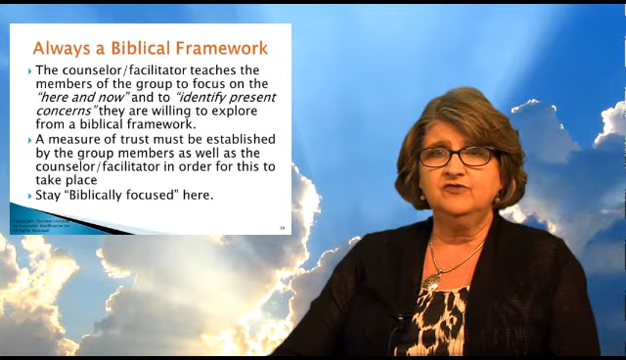 Always a Biblical Framework
The counselor/facilitator teaches the
members of the group to focus on the
"here and now" and to "identify present
concerns" they are willing to explore
from a biblical framework.
A measure of trust must be established
by the group members as well as the
counselor/facilitator in order for this to
take place
Stay "Biblically focused" here.